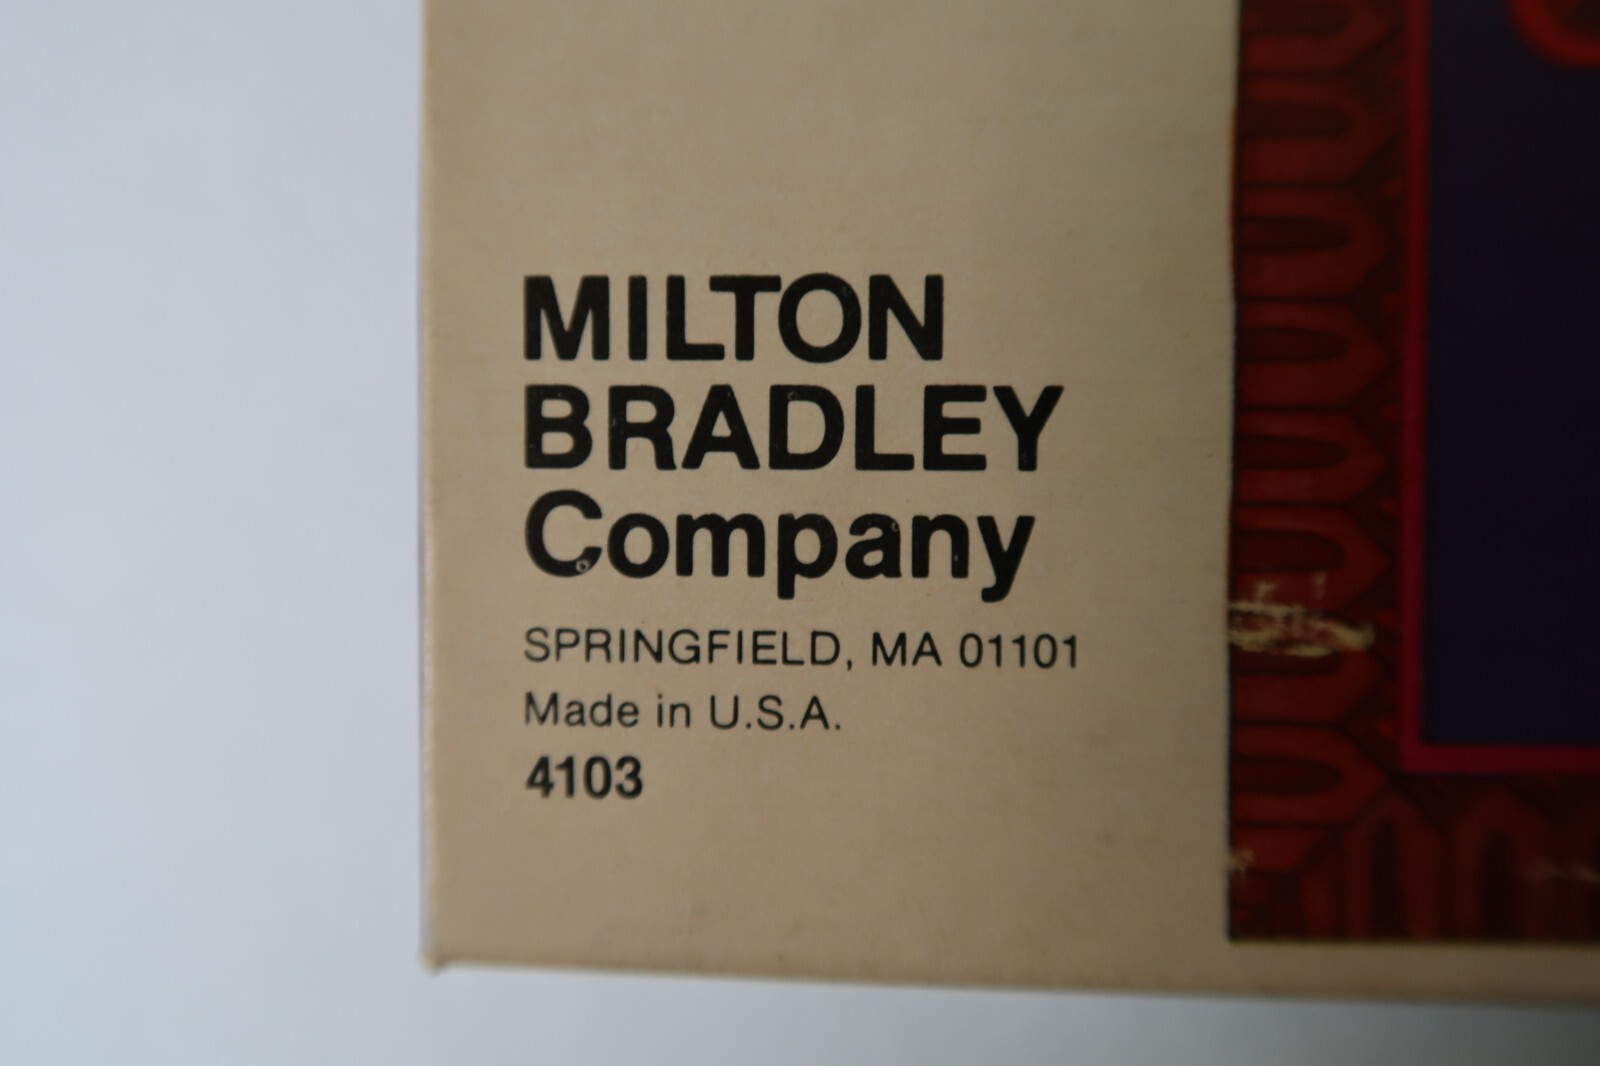 MILTON
BRADLEY
Company
SPRINGFIELD, MA 01101
Made in U.S.A.
4103